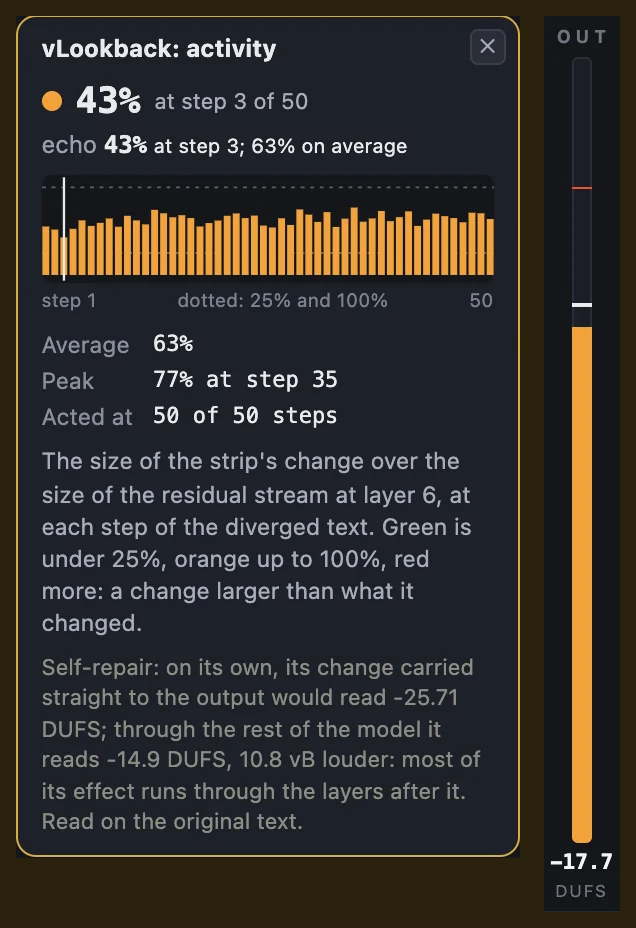 vLookback: activity
OUT
43% at step 3 of 50
echo 43% at step 3; 63% on average
step 1 dotted: 25% and 100% 50
Average 63%
Peak 77% at step 35
Acted at 50 of 50 steps
The size of the strip's change over the
size of the residual stream at layer 6, at
each step of the diverged text. Green is
under 25%, orange up to 100%, red
more: a change larger than what it
changed.
Self-repair: on its own, its change carried
straight to the output would read -25.71
DUFS; through the rest of the model it
reads -14.9 DUFS, 10.8 vB louder: most of
its effect runs through the layers after it.
Read on the original text.
-17.7
DUFS